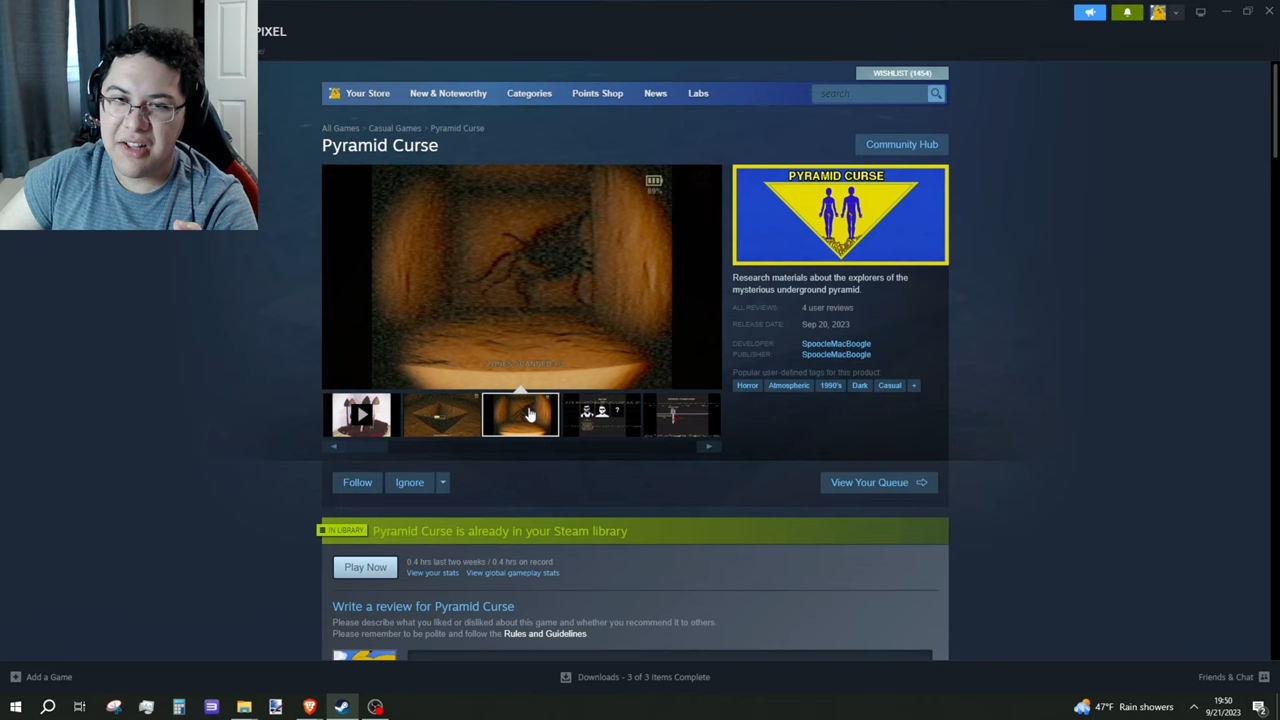 PIXEL
WISHLIST (1454)
Your Store New & Noteworthy Categories Points Shop News Labs search
All Games > Casual Games > Pyramid Curse
Pyramid Curse
Community Hub
89%
PYRAMID CURSE
Research materials about the explorers of the
mysterious underground pyramid.
ALL REVIEWS: 4 user reviews
RELEASE DATE: Sep 20, 2023
DEVELOPER: SpoocleMacBoogle
PUBLISHER: SpoocleMacBoogle
Popular user-defined tags for this product:
Horror Atmospheric 1990's Dark Casual +
?
Follow Ignore
View Your Queue
IN LIBRARY Pyramid Curse is already in your Steam library
Play Now
0.4 hrs last two weeks / 0.4 hrs on record
View your stats View global gameplay stats
Write a review for Pyramid Curse
Please describe what you liked or disliked about this game and whether you recommend it to others.
Please remember to be polite and follow the Rules and Guidelines
Add a Game
Downloads - 3 of 3 Items Complete
Friends & Chat
47°F Rain showers
19:50
9/21/2023
2